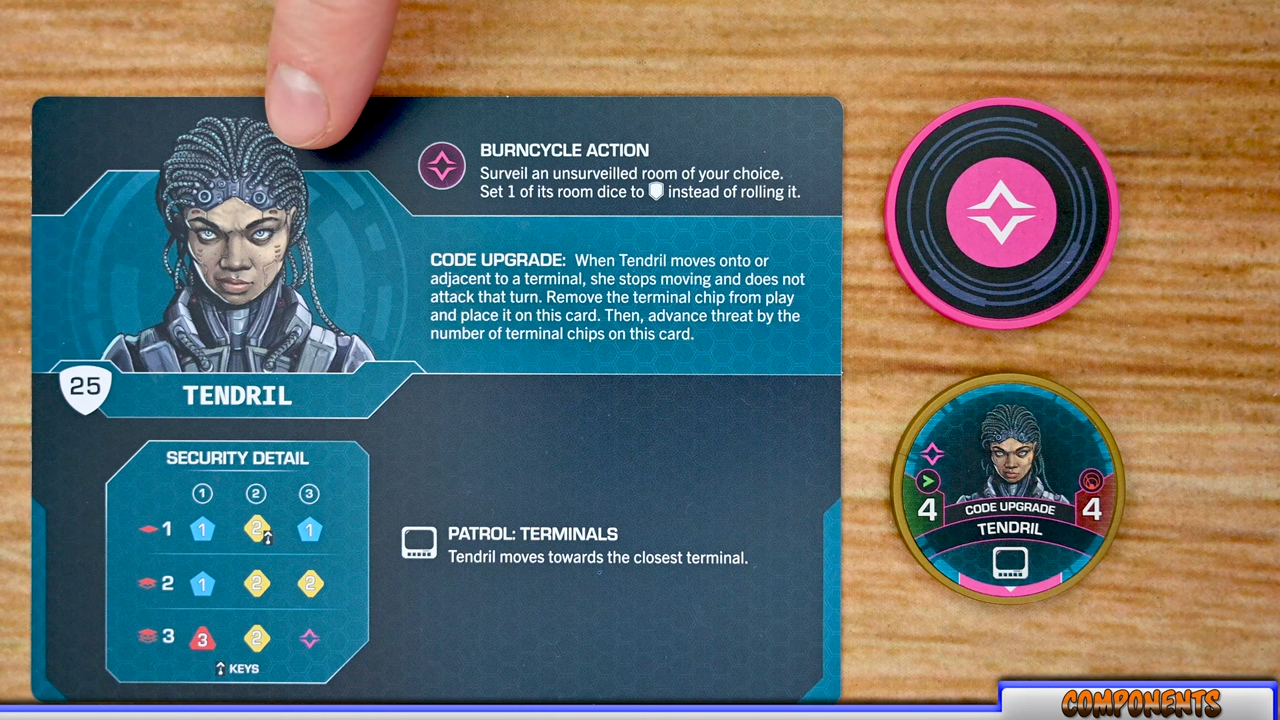 BURNCYCLE ACTION
Surveil an unsurveilled room of your choice.
Set 1 of its room dice to instead of rolling it.
CODE UPGRADE: When Tendril moves onto or
adjacent to a terminal, she stops moving and does not
attack that turn. Remove the terminal chip from play
and place it on this card. Then, advance threat by the
number of terminal chips on this card.
25
TENDRIL
SECURITY DETAIL
1 2 3
1 1 2 1
2 1 2 2
3 3 2
KEYS
PATROL: TERMINALS
Tendril moves towards the closest terminal.
4 4
CODE UPGRADE
TENDRIL
COMPONENTS